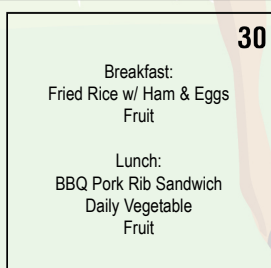 30
Breakfast:
Fried Rice w/ Ham & Eggs
Fruit
Lunch:
BBQ Pork Rib Sandwich
Daily Vegetable
Fruit